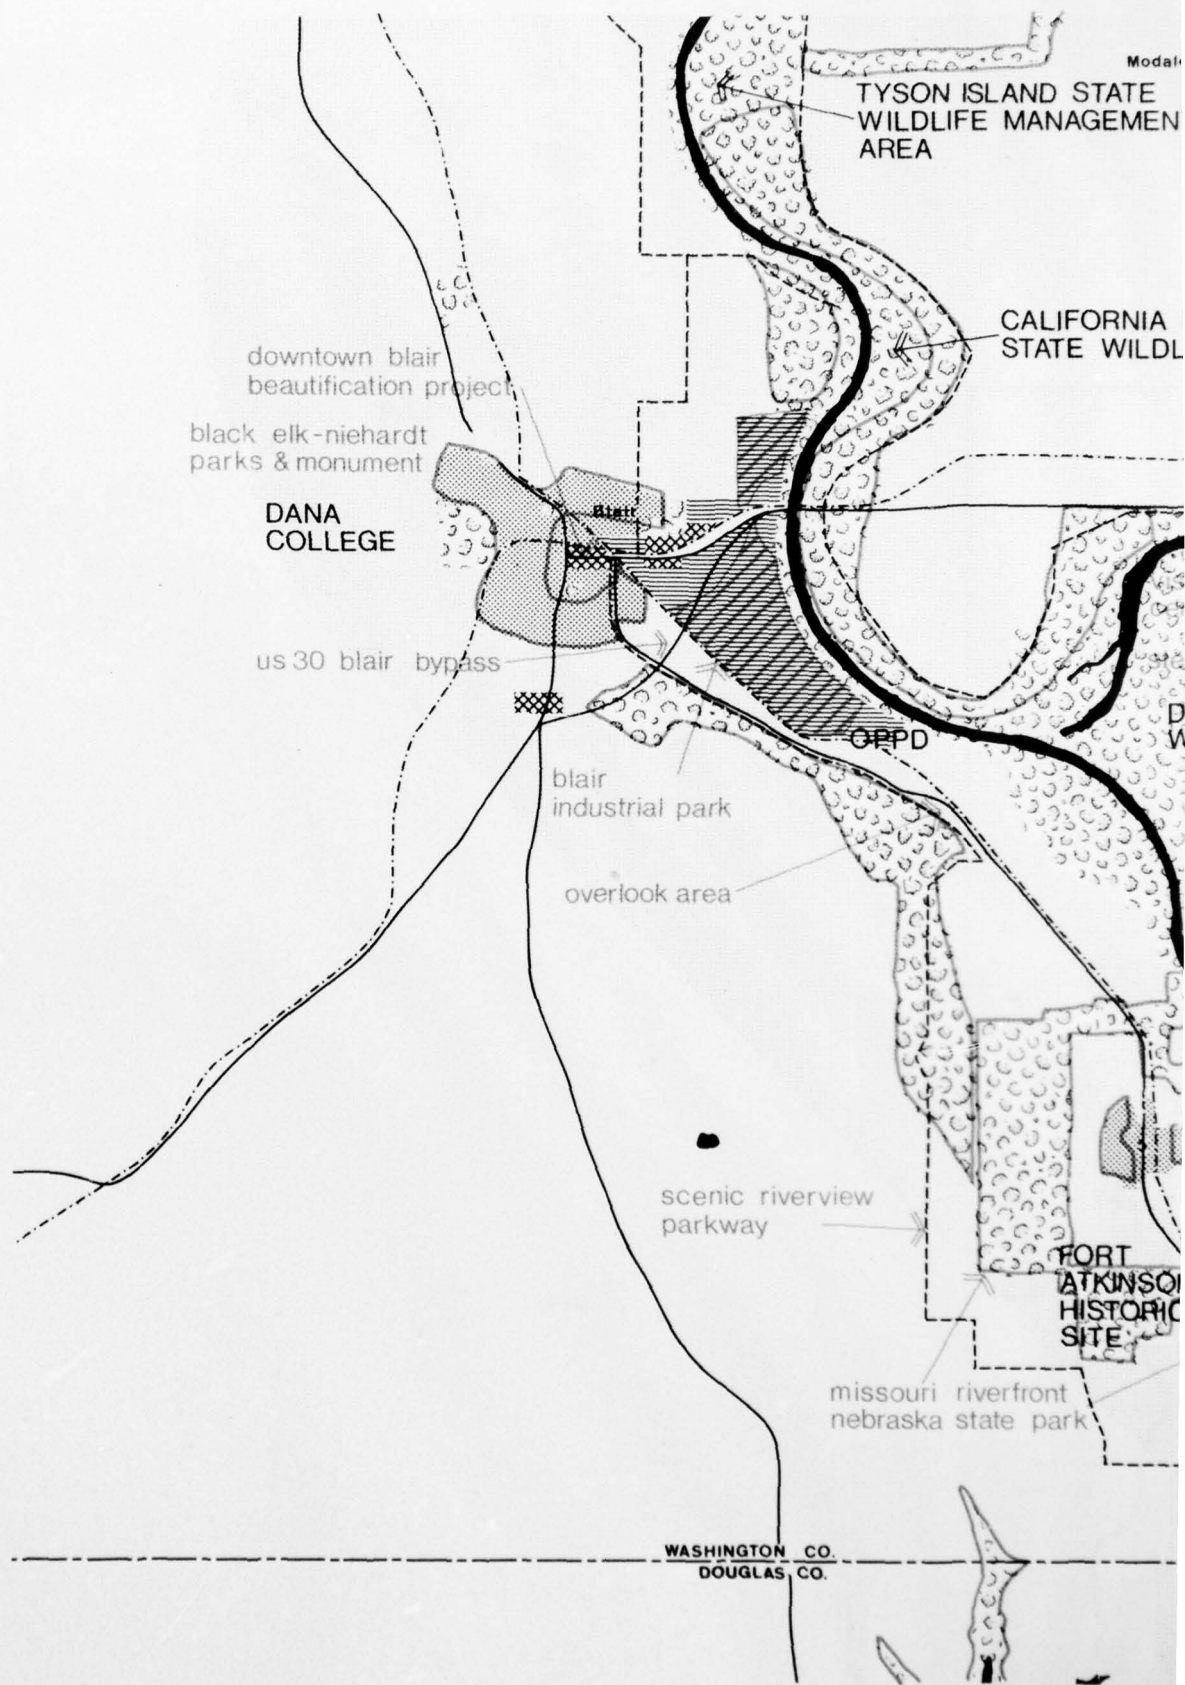 Modal
TYSON ISLAND STATE
WILDLIFE MANAGEMEN
AREA
CALIFORNIA
STATE WILDL
downtown blair
beautification project
black elk-niehardt
parks & monument
DANA
COLLEGE
Blair
us 30 blair bypass
D
W
OPPD
blair
industrial park
overlook area
scenic riverview
parkway
FORT
ATKINSO
HISTORIC
SITE
missouri riverfront
nebraska state park
WASHINGTON CO.
DOUGLAS CO.